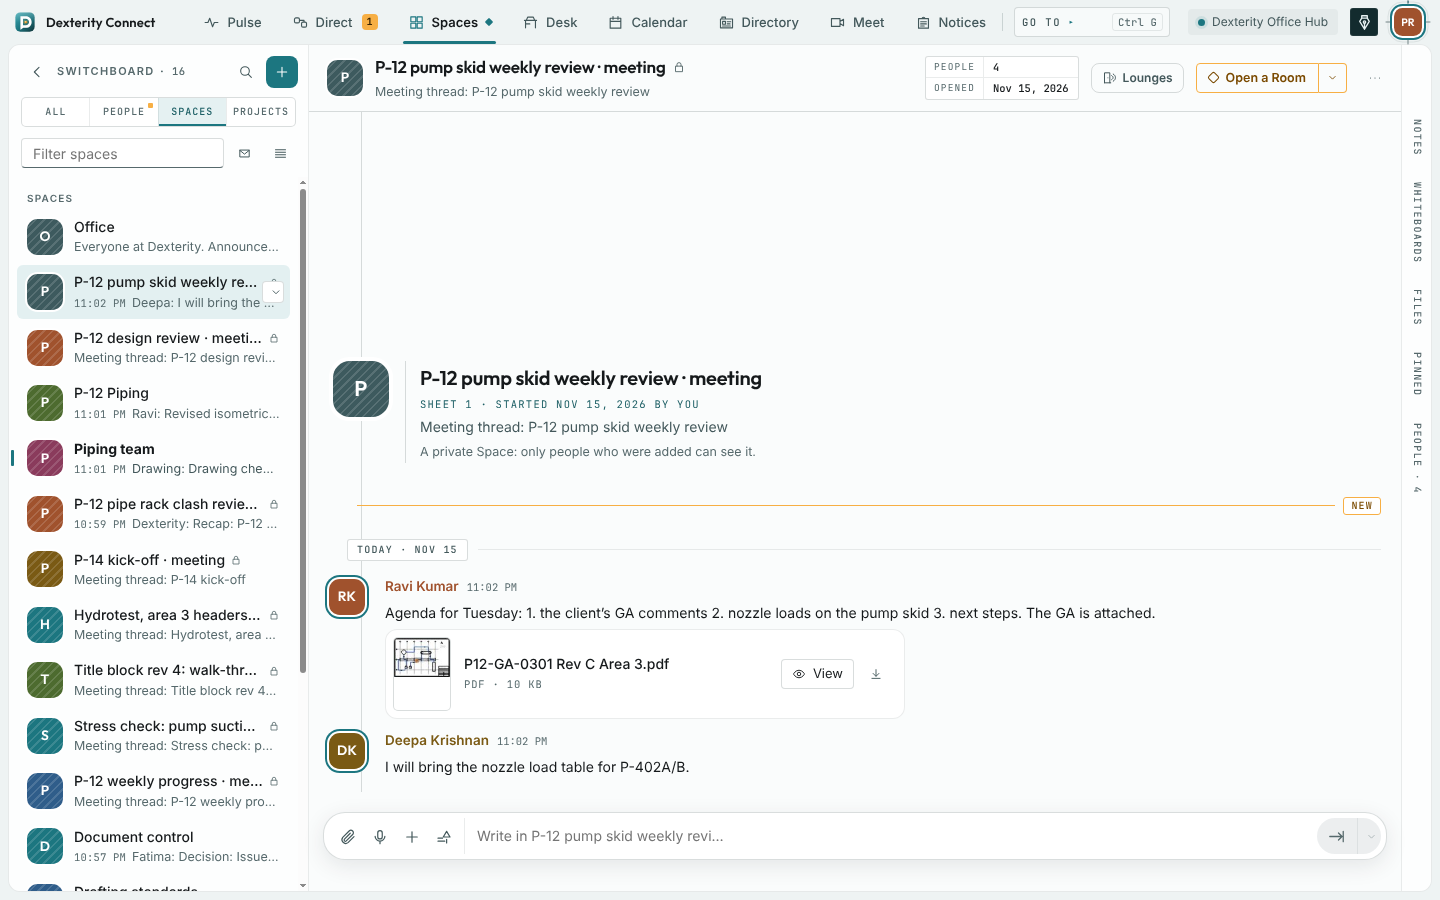 Dexterity Connect
Pulse
Direct 1
Spaces
Desk
Calendar
Directory
Meet
Notices
GO TO
Ctrl G
Dexterity Office Hub
PR
SWITCHBOARD · 16
ALL
PEOPLE
SPACES
PROJECTS
Filter spaces
SPACES
O
Office
Everyone at Dexterity. Announce...
P
P-12 pump skid weekly re...
11:02 PM Deepa: I will bring the ...
P
P-12 design review · meeti...
Meeting thread: P-12 design revi...
P
P-12 Piping
11:01 PM Ravi: Revised isometric...
P
Piping team
11:01 PM Drawing: Drawing che...
P
P-12 pipe rack clash revie...
10:59 PM Dexterity: Recap: P-12 ...
P
P-14 kick-off · meeting
Meeting thread: P-14 kick-off
H
Hydrotest, area 3 headers...
Meeting thread: Hydrotest, area ...
T
Title block rev 4: walk-thr...
Meeting thread: Title block rev 4...
S
Stress check: pump sucti...
Meeting thread: Stress check: p...
P
P-12 weekly progress · me...
Meeting thread: P-12 weekly pro...
D
Document control
10:57 PM Fatima: Decision: Issue...
Drafting standards
P
P-12 pump skid weekly review · meeting
Meeting thread: P-12 pump skid weekly review
PEOPLE 4
OPENED Nov 15, 2026
Lounges
Open a Room
P
P-12 pump skid weekly review · meeting
SHEET 1 · STARTED NOV 15, 2026 BY YOU
Meeting thread: P-12 pump skid weekly review
A private Space: only people who were added can see it.
NEW
TODAY · NOV 15
RK
Ravi Kumar 11:02 PM
Agenda for Tuesday: 1. the client's GA comments 2. nozzle loads on the pump skid 3. next steps. The GA is attached.
P12-GA-0301 Rev C Area 3.pdf
PDF · 10 KB
View
DK
Deepa Krishnan 11:02 PM
I will bring the nozzle load table for P-402A/B.
Write in P-12 pump skid weekly revi...
NOTES
WHITEBOARDS
FILES
PINNED
PEOPLE · 4